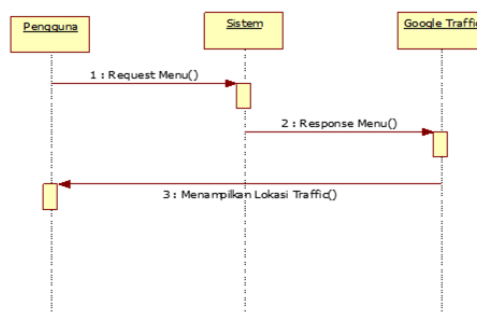 Pengguna
Sistem
Google Traffic
1 : Request Menu()
2 : Response Menu()
3 : Menampilkan Lokasi Traffic()